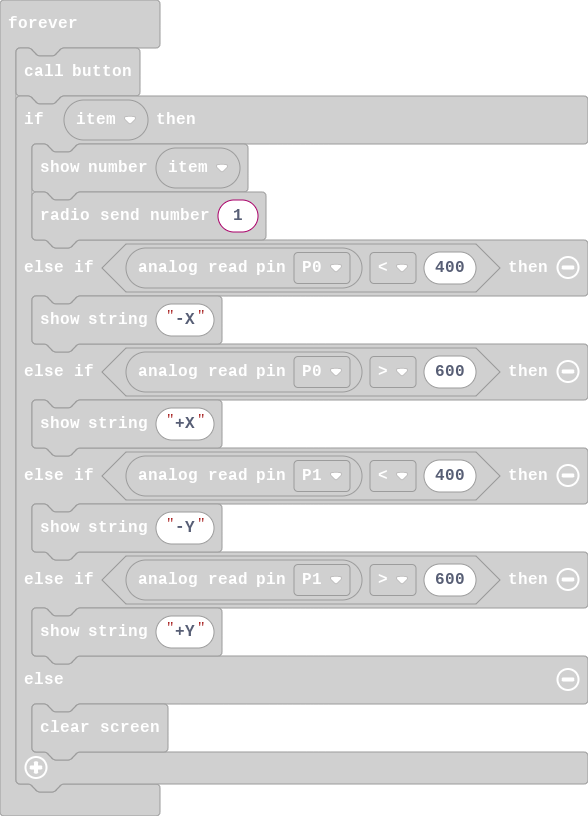 forever
call button
if item then
show number item
radio send number 1
else if analog read pin P0 < 400 then
show string "-X"
else if analog read pin P0 > 600 then
show string "+X"
else if analog read pin P1 < 400 then
show string "-Y"
else if analog read pin P1 > 600 then
show string "+Y"
else
clear screen